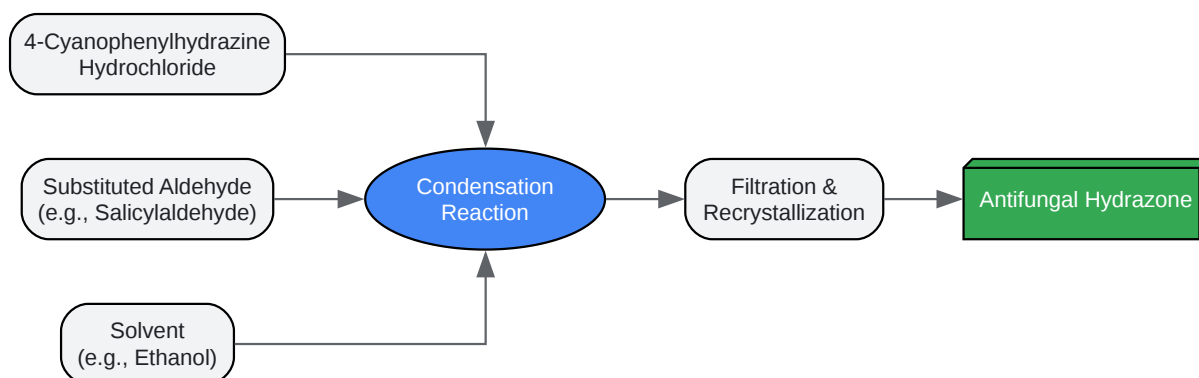 4-Cyanophenylhydrazine
Hydrochloride
Substituted Aldehyde
(e.g., Salicylaldehyde)
Solvent
(e.g., Ethanol)
Condensation
Reaction
Filtration &
Recrystallization
Antifungal Hydrazone